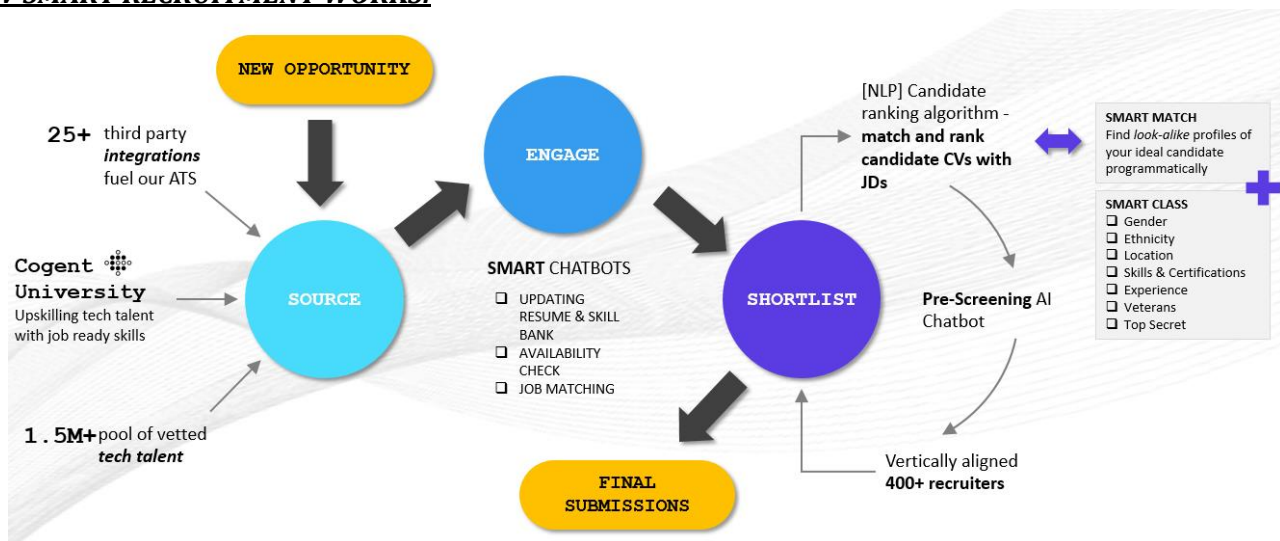 SMART RECRUITMENT WORKS:
NEW OPPORTUNITY
25+ third party
integrations
fuel our ATS
Cogent
University
Upskilling tech talent
with job ready skills
1.5M+ pool of vetted
tech talent
SOURCE
ENGAGE
SMART CHATBOTS
❑ UPDATING
RESUME & SKILL
BANK
❑ AVAILABILITY
CHECK
❑ JOB MATCHING
SHORTLIST
FINAL
SUBMISSIONS
[NLP] Candidate
ranking algorithm -
match and rank
candidate CVs with
JDs
Pre-Screening AI
Chatbot
Vertically aligned
400+ recruiters
SMART MATCH
Find look-alike profiles of
your ideal candidate
programmatically
SMART CLASS
❑ Gender
❑ Ethnicity
❑ Location
❑ Skills & Certifications
❑ Experience
❑ Veterans
❑ Top Secret